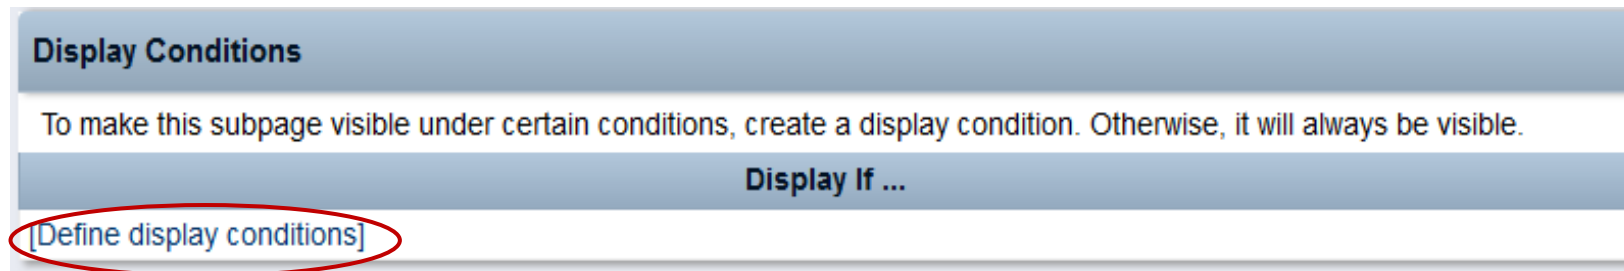 Display Conditions
To make this subpage visible under certain conditions, create a display condition. Otherwise, it will always be visible.
Display If ...
[Define display conditions]